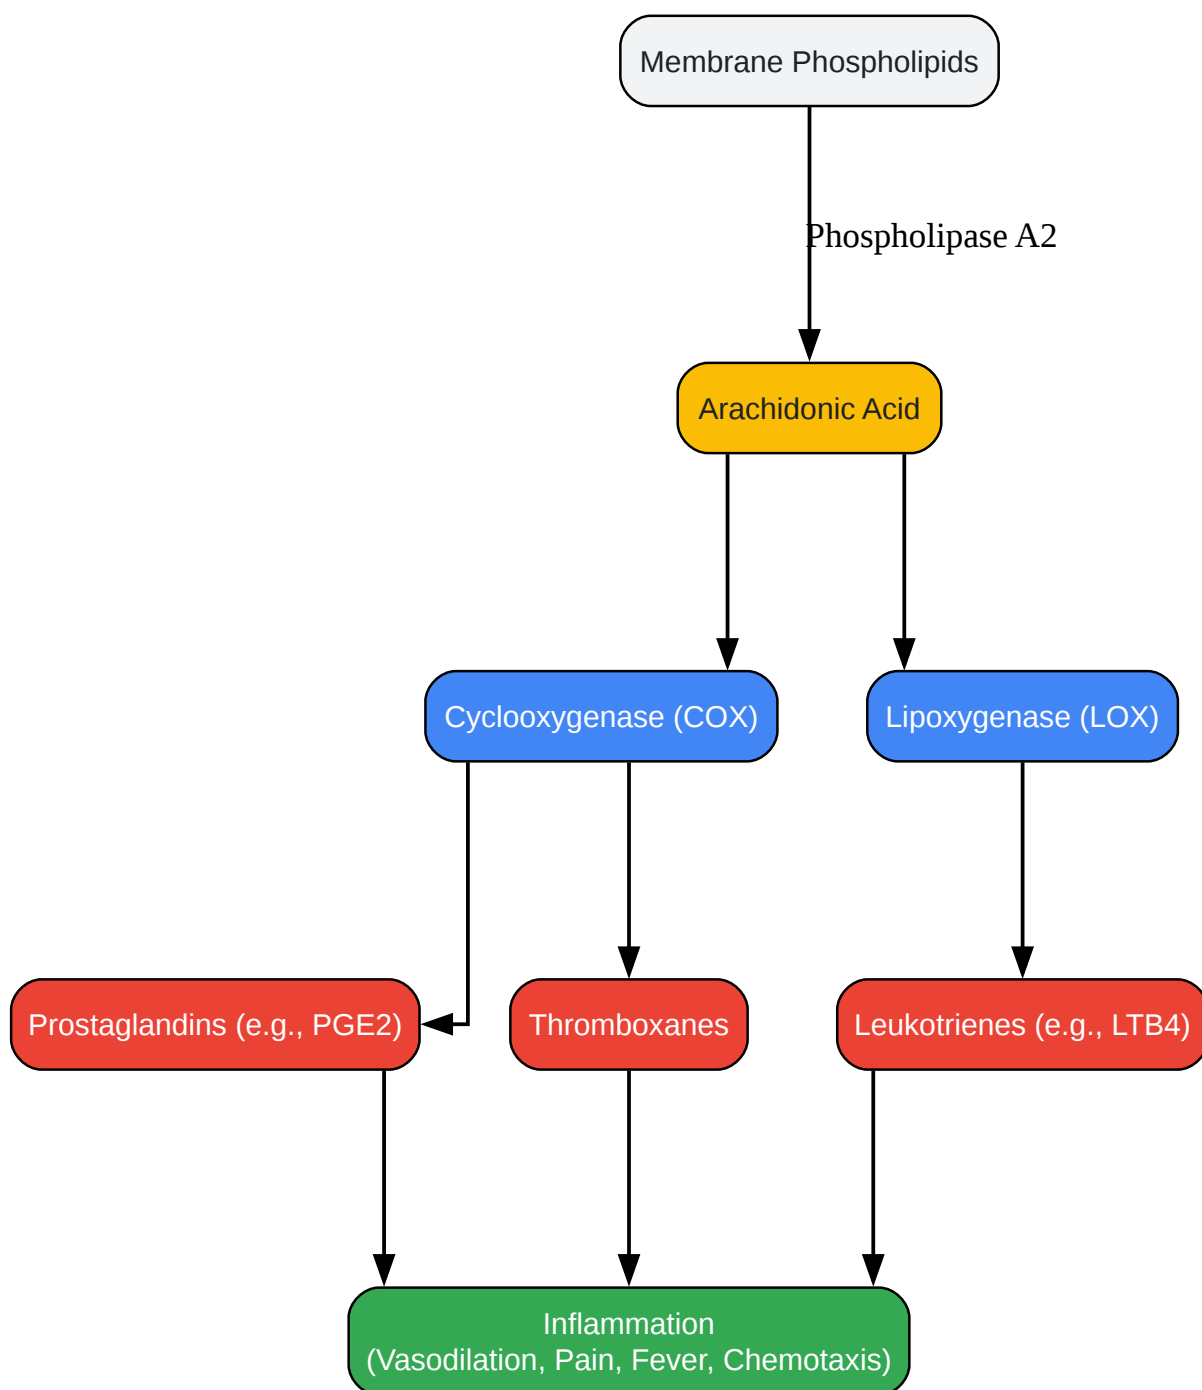 Membrane Phospholipids
Phospholipase A2
Arachidonic Acid
Cyclooxygenase (COX)
Lipoxygenase (LOX)
Prostaglandins (e.g., PGE2)
Thromboxanes
Leukotrienes (e.g., LTB4)
Inflammation
(Vasodilation, Pain, Fever, Chemotaxis)